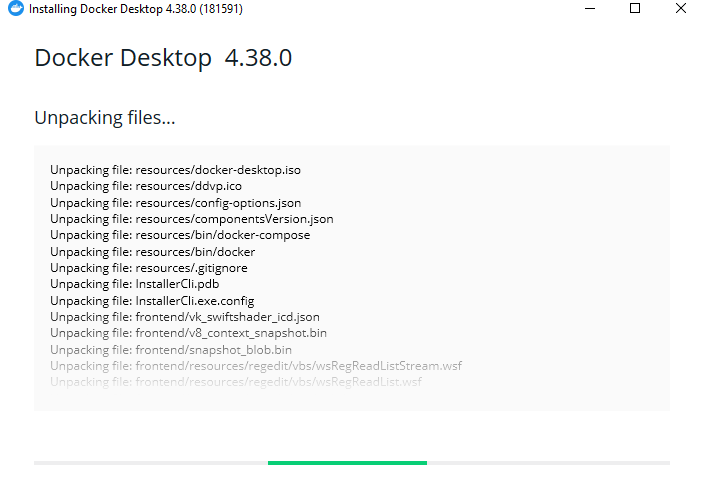 Installing Docker Desktop 4.38.0 (181591)
Docker Desktop 4.38.0
Unpacking files...
Unpacking file: resources/docker-desktop.iso
Unpacking file: resources/ddvp.ico
Unpacking file: resources/config-options.json
Unpacking file: resources/componentsVersion.json
Unpacking file: resources/bin/docker-compose
Unpacking file: resources/bin/docker
Unpacking file: resources/.gitignore
Unpacking file: InstallerCli.pdb
Unpacking file: InstallerCli.exe.config
Unpacking file: frontend/vk_swiftshader_icd.json
Unpacking file: frontend/v8_context_snapshot.bin
Unpacking file: frontend/snapshot_blob.bin
Unpacking file: frontend/resources/regedit/vbs/wsRegReadListStream.wsf
Unpacking file: frontend/resources/regedit/vbs/wsRegReadList.wsf